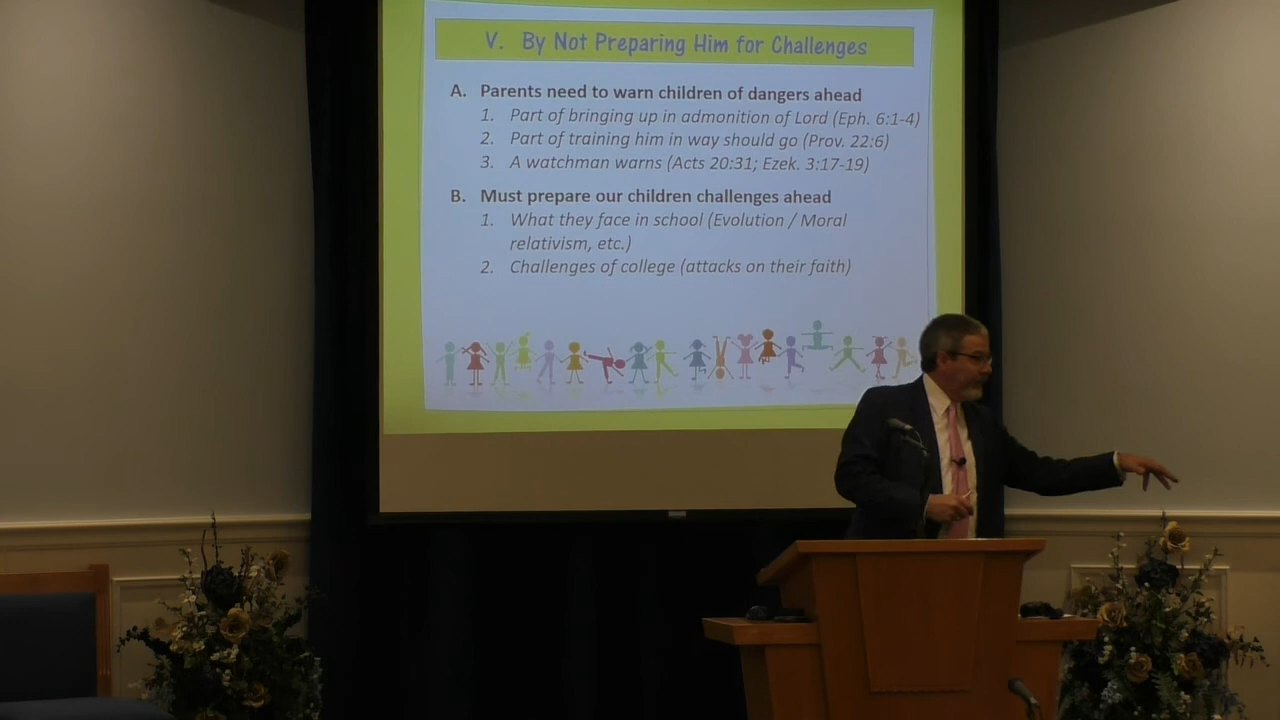 V. By Not Preparing Him for Challenges
A. Parents need to warn children of dangers ahead
1. Part of bringing up in admonition of Lord (Eph. 6:1-4)
2. Part of training him in way should go (Prov. 22:6)
3. A watchman warns (Acts 20:31; Ezek. 3:17-19)
B. Must prepare our children challenges ahead
1. What they face in school (Evolution / Moral
relativism, etc.)
2. Challenges of college (attacks on their faith)